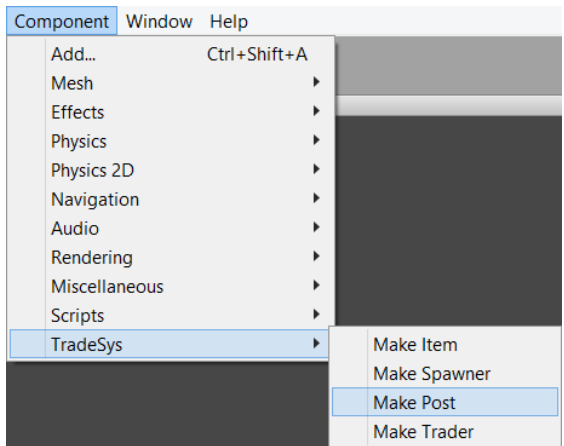 Component Window Help
Add... Ctrl+Shift+A
Mesh
Effects
Physics
Physics 2D
Navigation
Audio
Rendering
Miscellaneous
Scripts
TradeSys
Make Item
Make Spawner
Make Post
Make Trader